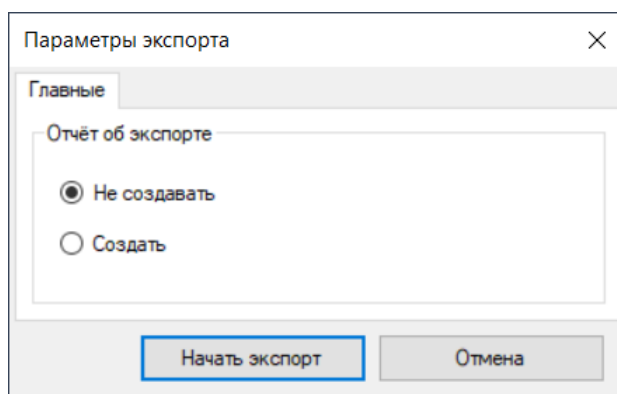 Параметры экспорта
Главные
Отчёт об экспорте
Не создавать
Создать
Начать экспорт
Отмена